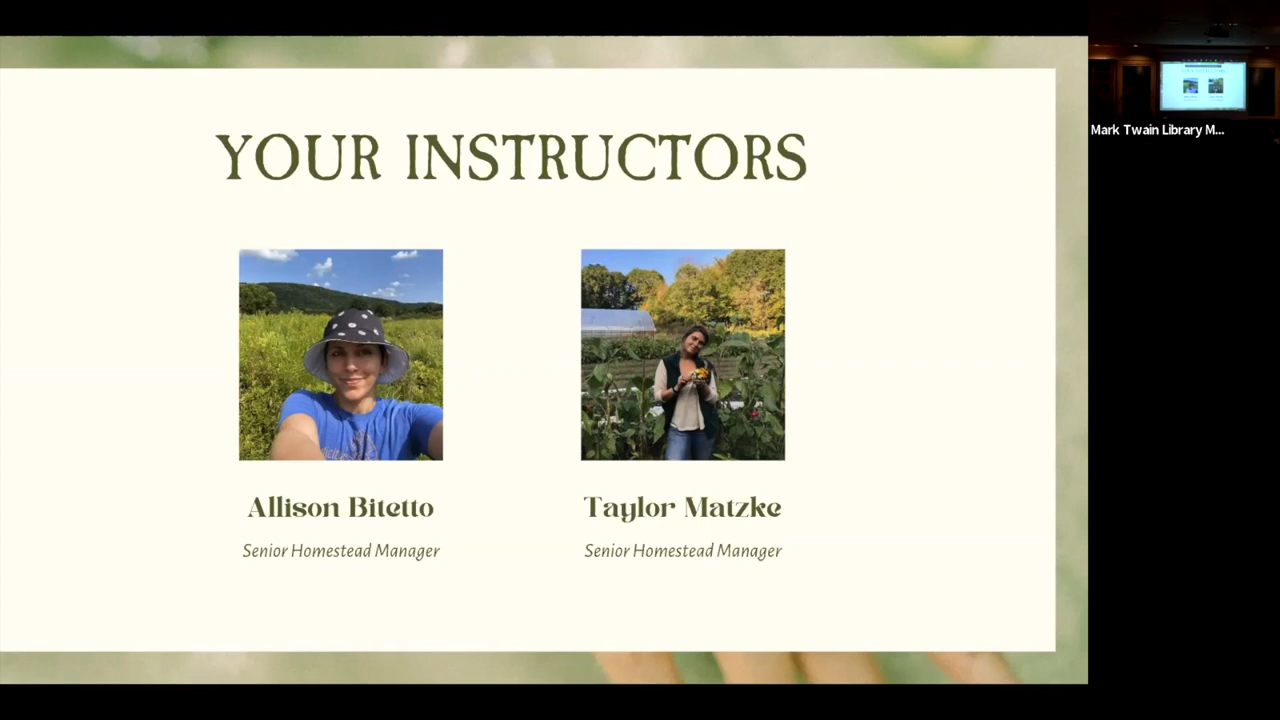 YOUR INSTRUCTORS
Allison Bitetto
Senior Homestead Manager
Taylor Matzke
Senior Homestead Manager
Mark Twain Library M...